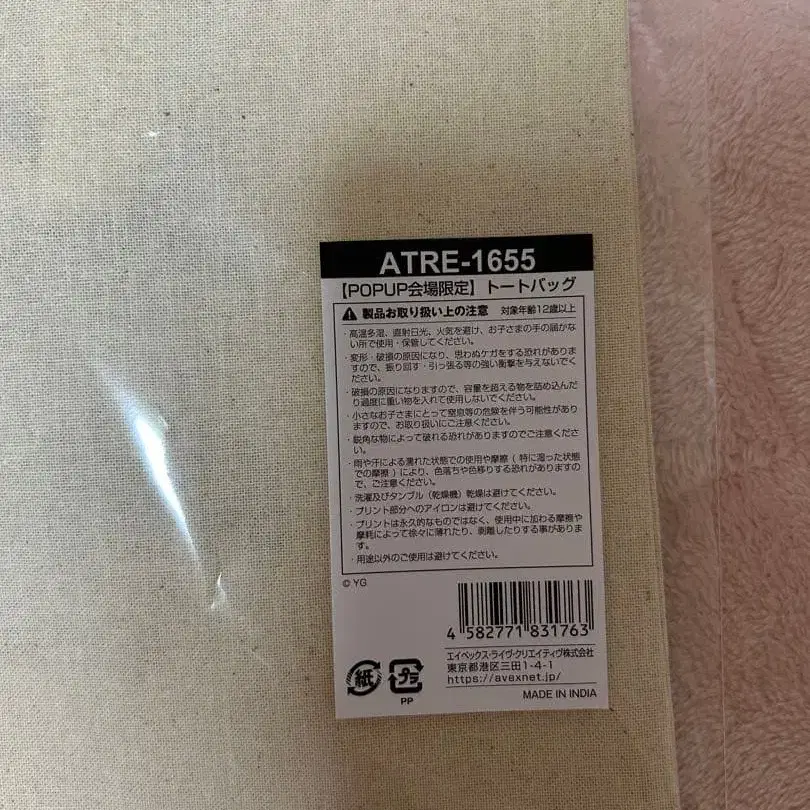 ATRE-1655
【POPUP会場限定】トートバッグ
製品お取り扱い上の注意 対象年齢12歳以上
・高温多湿、直射日光、火気を避け、お子さまの手の届かな
い所で使用・保管してください。
・変形・破損の原因になり、思わぬケガをする恐れがありま
すので、振り回す・引っ張る等の強い衝撃を与えないでく
ださい。
・破損の原因になりますので、容量を超える物を詰め込んだ
り過度に重い物を入れて使用しないでください。
・小さなお子さまにとって窒息等の危険を伴う可能性があり
ますので、お取り扱いにご注意ください。
・鋭角な物によって破れる恐れがありますのでご注意くださ
い。
・雨や汗による濡れた状態での使用や摩擦（特に湿った状態
での摩擦）により、色落ちや色移りする恐れがありますの
で、ご注意ください。
・洗濯及びタンブル（乾燥機）乾燥は避けてください。
・プリント部分へのアイロンは避けてください。
・プリントは永久的なものではなく、使用中に加わる摩擦や
摩耗によって徐々に薄れたり、剥離したりする事がありま
す。
・用途以外のご使用は避けてください。
© YG
4 582771 831763
エイベックス・ライヴ・クリエイティヴ株式会社
東京都港区三田1-4-1
https://avexnet.jp/
紙
プラ
PP
MADE IN INDIA